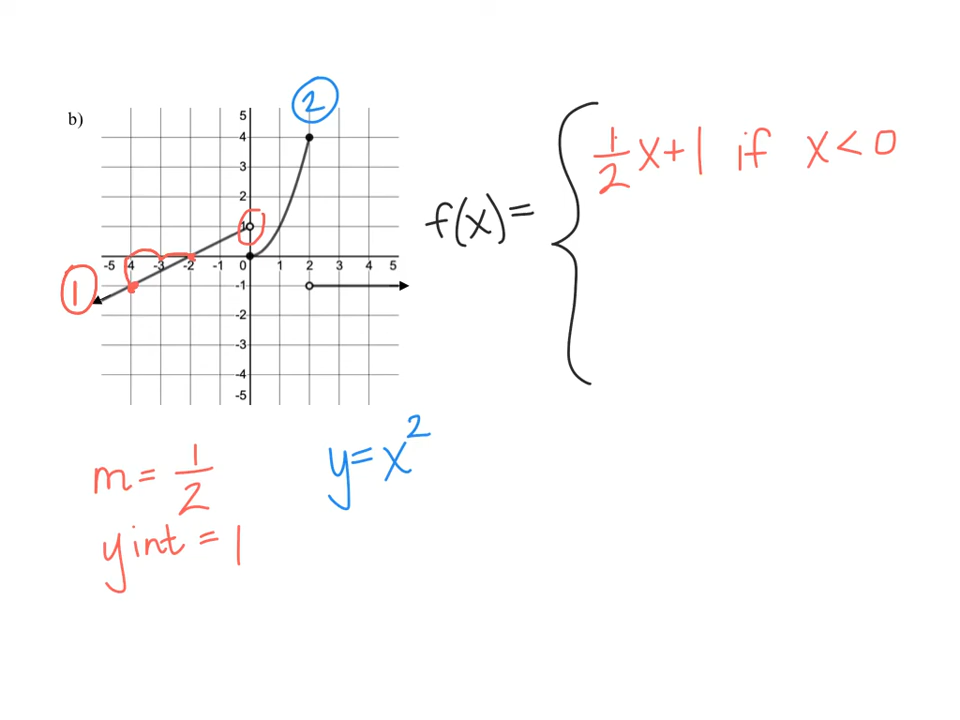 b)
2
5
4
3
2
1
-5 4 -3 -2 -1 0 1 2 3 4 5
1
-1
-2
-3
-4
-5
f(x)= {
1/2 x+1 if x<0
m = 1/2
y int = 1
y=x²